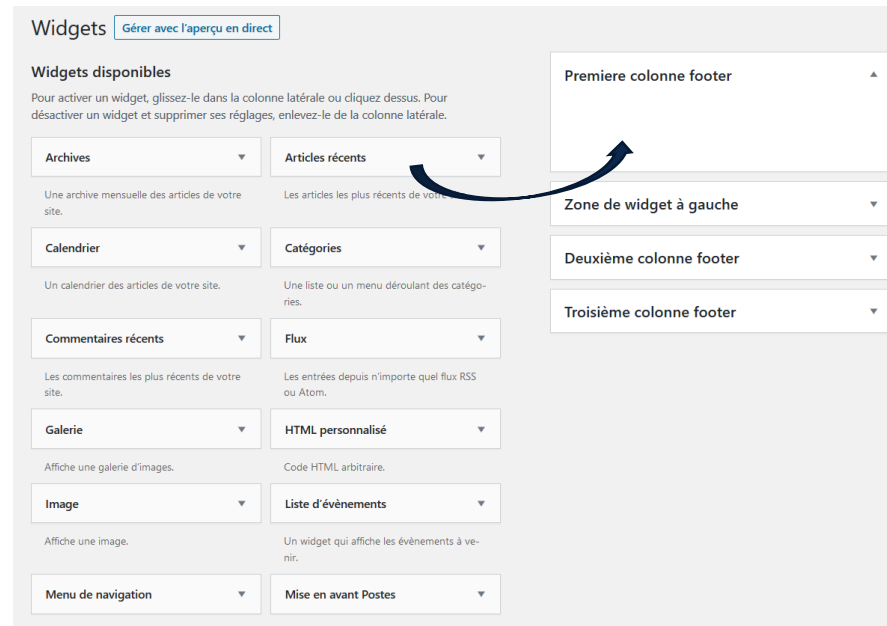 Widgets Gérer avec l'aperçu en direct
Widgets disponibles
Pour activer un widget, glissez-le dans la colonne latérale ou cliquez dessus. Pour
désactiver un widget et supprimer ses réglages, enlevez-le de la colonne latérale.
Archives
Une archive mensuelle des articles de votre
site.
Articles récents
Les articles les plus récents de votre
Calendrier
Un calendrier des articles de votre site.
Catégories
Une liste ou un menu déroulant des catégo-
ries.
Commentaires récents
Les commentaires les plus récents de votre
site.
Flux
Les entrées depuis n'importe quel flux RSS
ou Atom.
Galerie
Affiche une galerie d'images.
HTML personnalisé
Code HTML arbitraire.
Image
Affiche une image.
Liste d'évènements
Un widget qui affiche les évènements à ve-
nir.
Menu de navigation
Mise en avant Postes
Premiere colonne footer
Zone de widget à gauche
Deuxième colonne footer
Troisième colonne footer